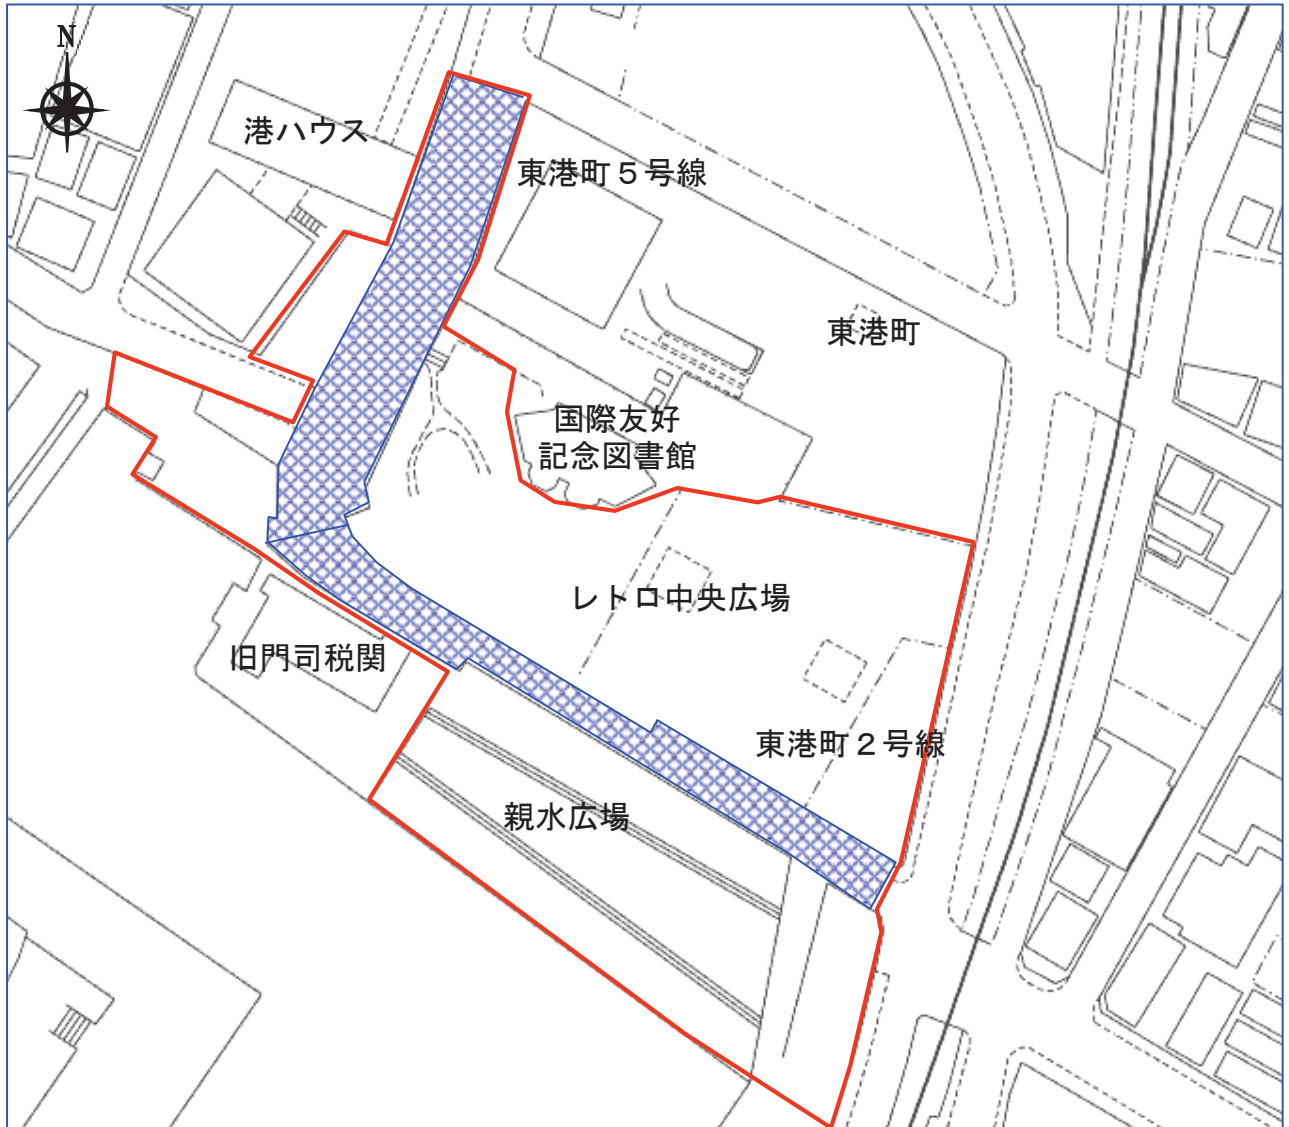 N
港ハウス
東港町５号線
東港町
国際友好
記念図書館
レトロ中央広場
旧門司税関
東港町２号線
親水広場